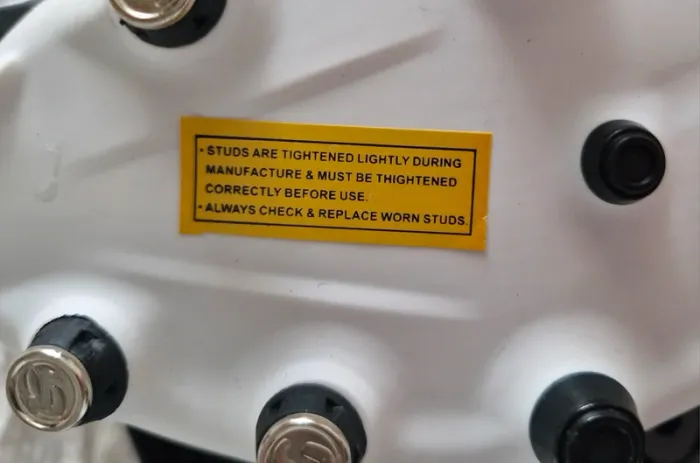 • STUDS ARE TIGHTENED LIGHTLY DURING
MANUFACTURE & MUST BE THIGHTENED
CORRECTLY BEFORE USE.
• ALWAYS CHECK & REPLACE WORN STUDS.